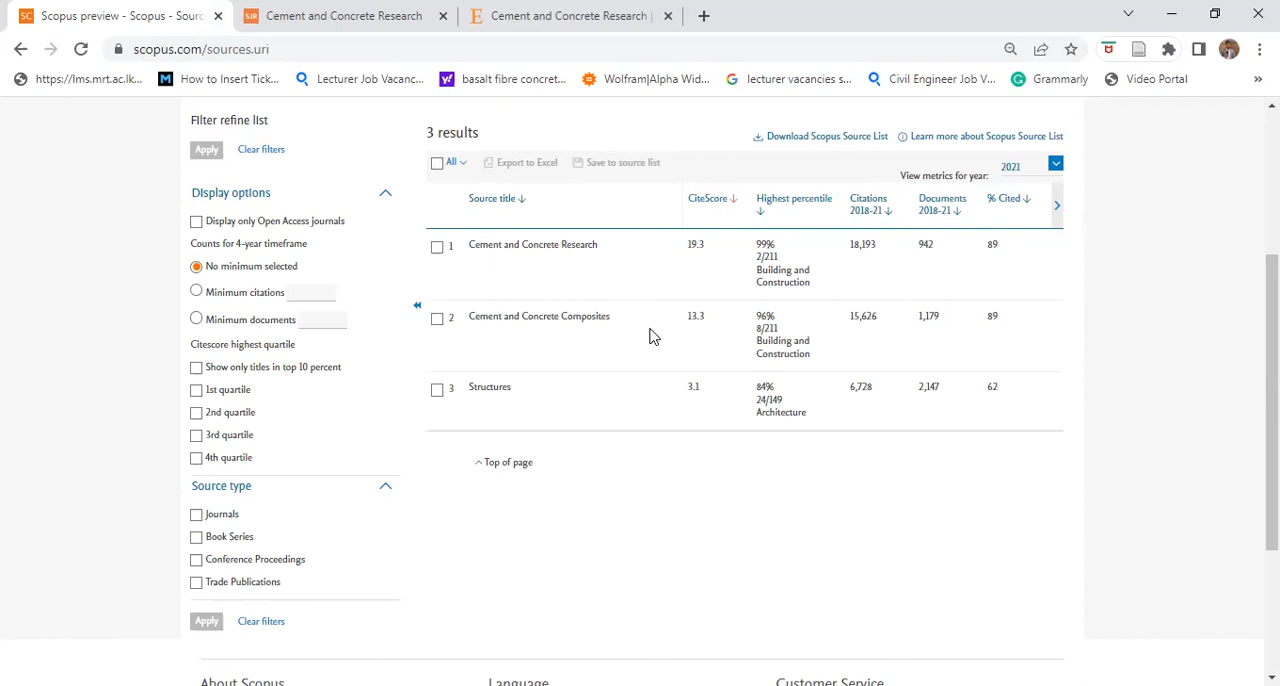 SC Scopus preview - Scopus - Sourc
SJR Cement and Concrete Research
E Cement and Concrete Research |
scopus.com/sources.uri
https://lms.mrt.ac.lk...
M How to Insert Tick...
Lecturer Job Vacanc...
basalt fibre concret...
Wolfram|Alpha Wid...
G lecturer vacancies s...
Civil Engineer Job V...
Grammarly
Video Portal
»
Filter refine list
Apply Clear filters
Display options
Display only Open Access journals
Counts for 4-year timeframe
No minimum selected
Minimum citations
Minimum documents
Citescore highest quartile
Show only titles in top 10 percent
1st quartile
2nd quartile
3rd quartile
4th quartile
Source type
Journals
Book Series
Conference Proceedings
Trade Publications
Apply Clear filters
3 results
Download Scopus Source List
Learn more about Scopus Source List
All
Export to Excel
Save to source list
View metrics for year: 2021
Source title CiteScore Highest percentile Citations 2018-21 Documents 2018-21 % Cited
1 Cement and Concrete Research 19.3 99% 18,193 942 89
2/211
Building and
Construction
2 Cement and Concrete Composites 13.3 96% 15,626 1,179 89
8/211
Building and
Construction
3 Structures 3.1 84% 6,728 2,147 62
24/149
Architecture
Top of page
About Scopus Language Customer Service